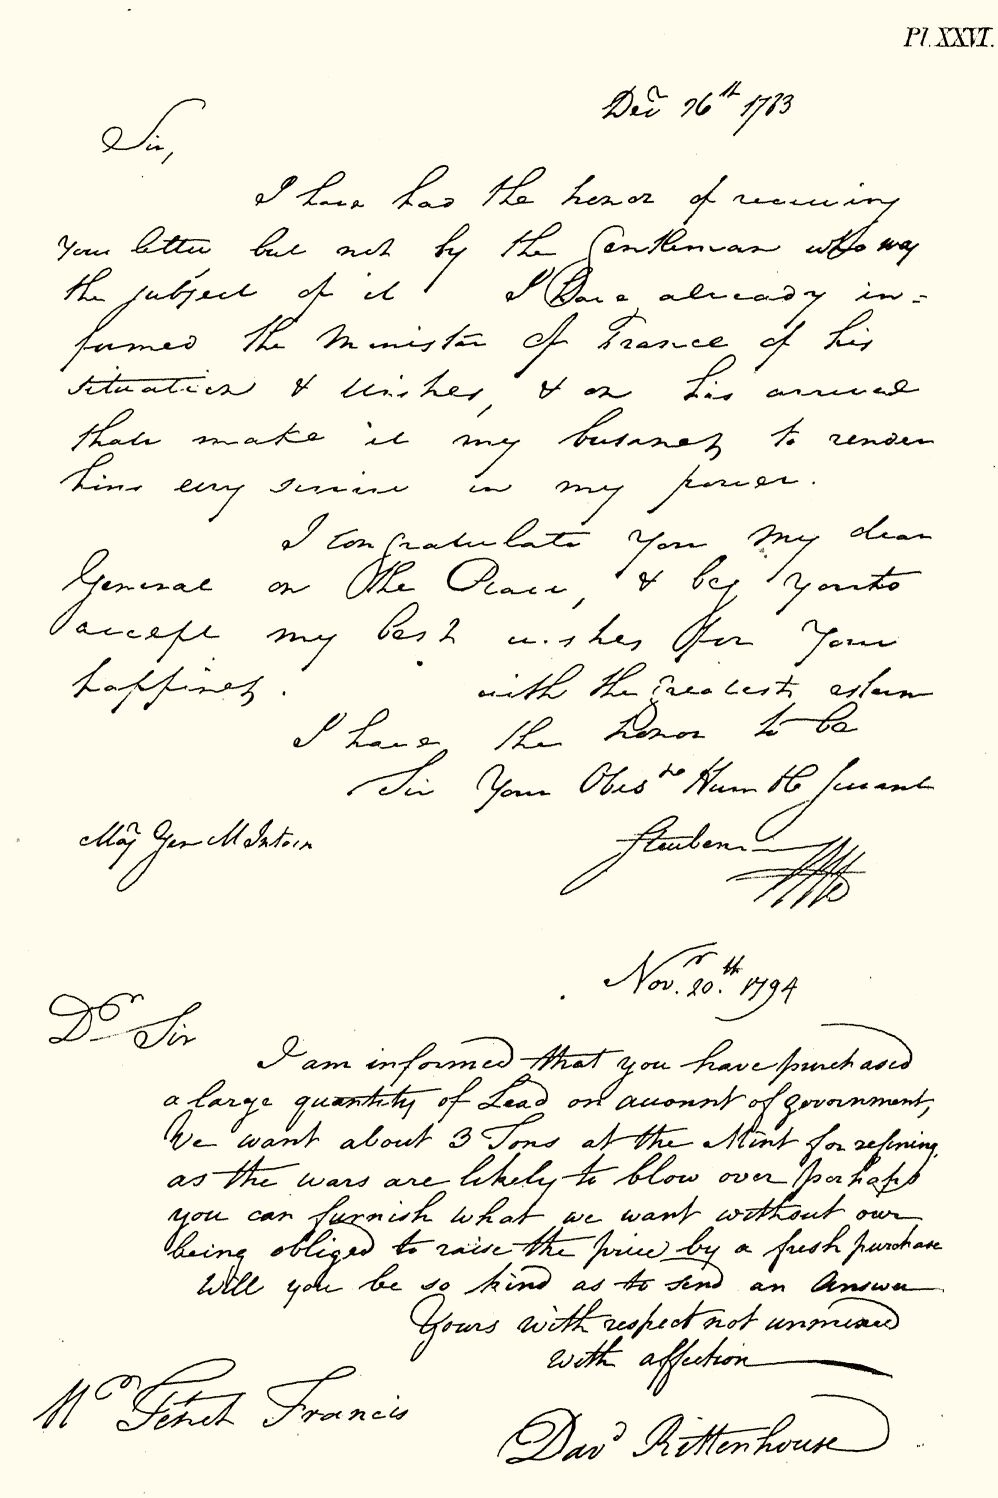 Pl. XXVI.
Decr 26th 1783
Sir,
I have had the honor of receiving
your letter but not by the Gentleman who was
the subject of it I Have already in=
formed the Minister of France of his
situation & wishes, & on his arrival
shall make it my business to render
him evry service in my power.
I congratulate you my dear
General on the Peace, & beg you to
accept my best wishes for your
happiness. with the greatest esteem
I have the honor to be
Sir Your Obedt Humble Servant
Majr Gen McIntosh Steuben
Novr. 20th. 1794
Dr Sir
I am informed that you have purchased
a large quantity of Lead on account of government,
We want about 3 Tons at the Mint for refining,
as the wars are likely to blow over perhaps
you can furnish what we want without our
being obliged to raise the price by a fresh purchase
Will you be so kind as to send an Answer
Yours with respect not unmixed
with affection
Mr Tench Francis
Davd Rittenhouse